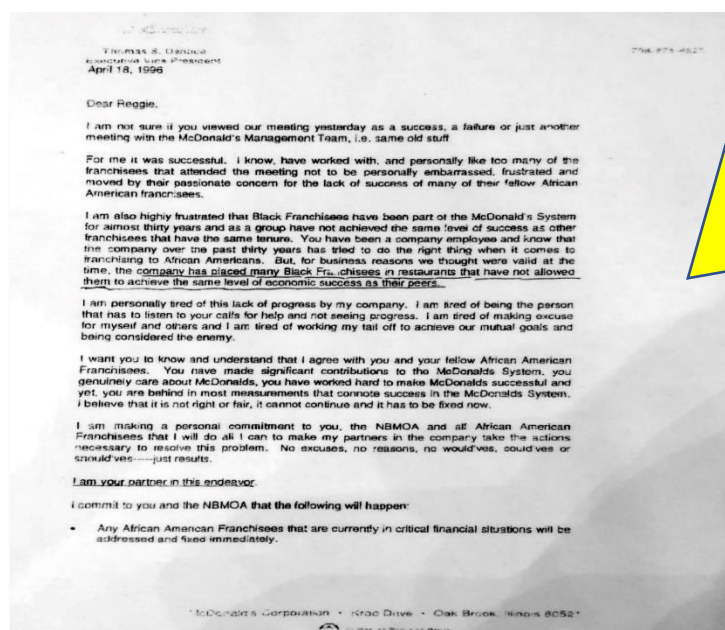 Thomas S.
Executive Vice President
April 18, 1996
Dear Reggie,
I am not sure if you viewed our meeting yesterday as a success, a failure or just another
meeting with the McDonald's Management Team, i.e. same old stuff
For me it was successful. I know, have worked with, and personally like too many of the
franchisees that attended the meeting not to be personally embarrassed, frustrated and
moved by their passionate concern for the lack of success of many of their fellow African
American franchisees.
I am also highly frustrated that Black Franchisees have been part of the McDonald's System
for almost thirty years and as a group have not achieved the same level of success as other
franchisees that have the same tenure. You have been a company employee and know that
the company over the past thirty years has tried to do the right thing when it comes to
franchising to African Americans. But, for business reasons we thought were valid at the
time, the company has placed many Black Franchisees in restaurants that have not allowed
them to achieve the same level of economic success as their peers.
I am personally tired of this lack of progress by my company. I am tired of being the person
that has to listen to your calls for help and not seeing progress. I am tired of making excuse
for myself and others and I am tired of working my tail off to achieve our mutual goals and
being considered the enemy.
I want you to know and understand that I agree with you and your fellow African American
Franchisees. You have made significant contributions to the McDonalds System, you
genuinely care about McDonalds, you have worked hard to make McDonalds successful and
yet, you are behind in most measurements that connote success in the McDonalds System.
I believe that it is not right or fair, it cannot continue and it has to be fixed now.
I am making a personal commitment to you, the NBMOA and all African American
Franchisees that I will do all I can to make my partners in the company take the actions
necessary to resolve this problem. No excuses, no reasons, no would'ves, could'ves or
should'ves----just results.
I am your partner in this endeavor.
I commit to you and the NBMOA that the following will happen:
• Any African American Franchisees that are currently in critical financial situations will be
addressed and fixed immediately.
McDonald's Corporation • Kroc Drive • Oak Brook, Illinois